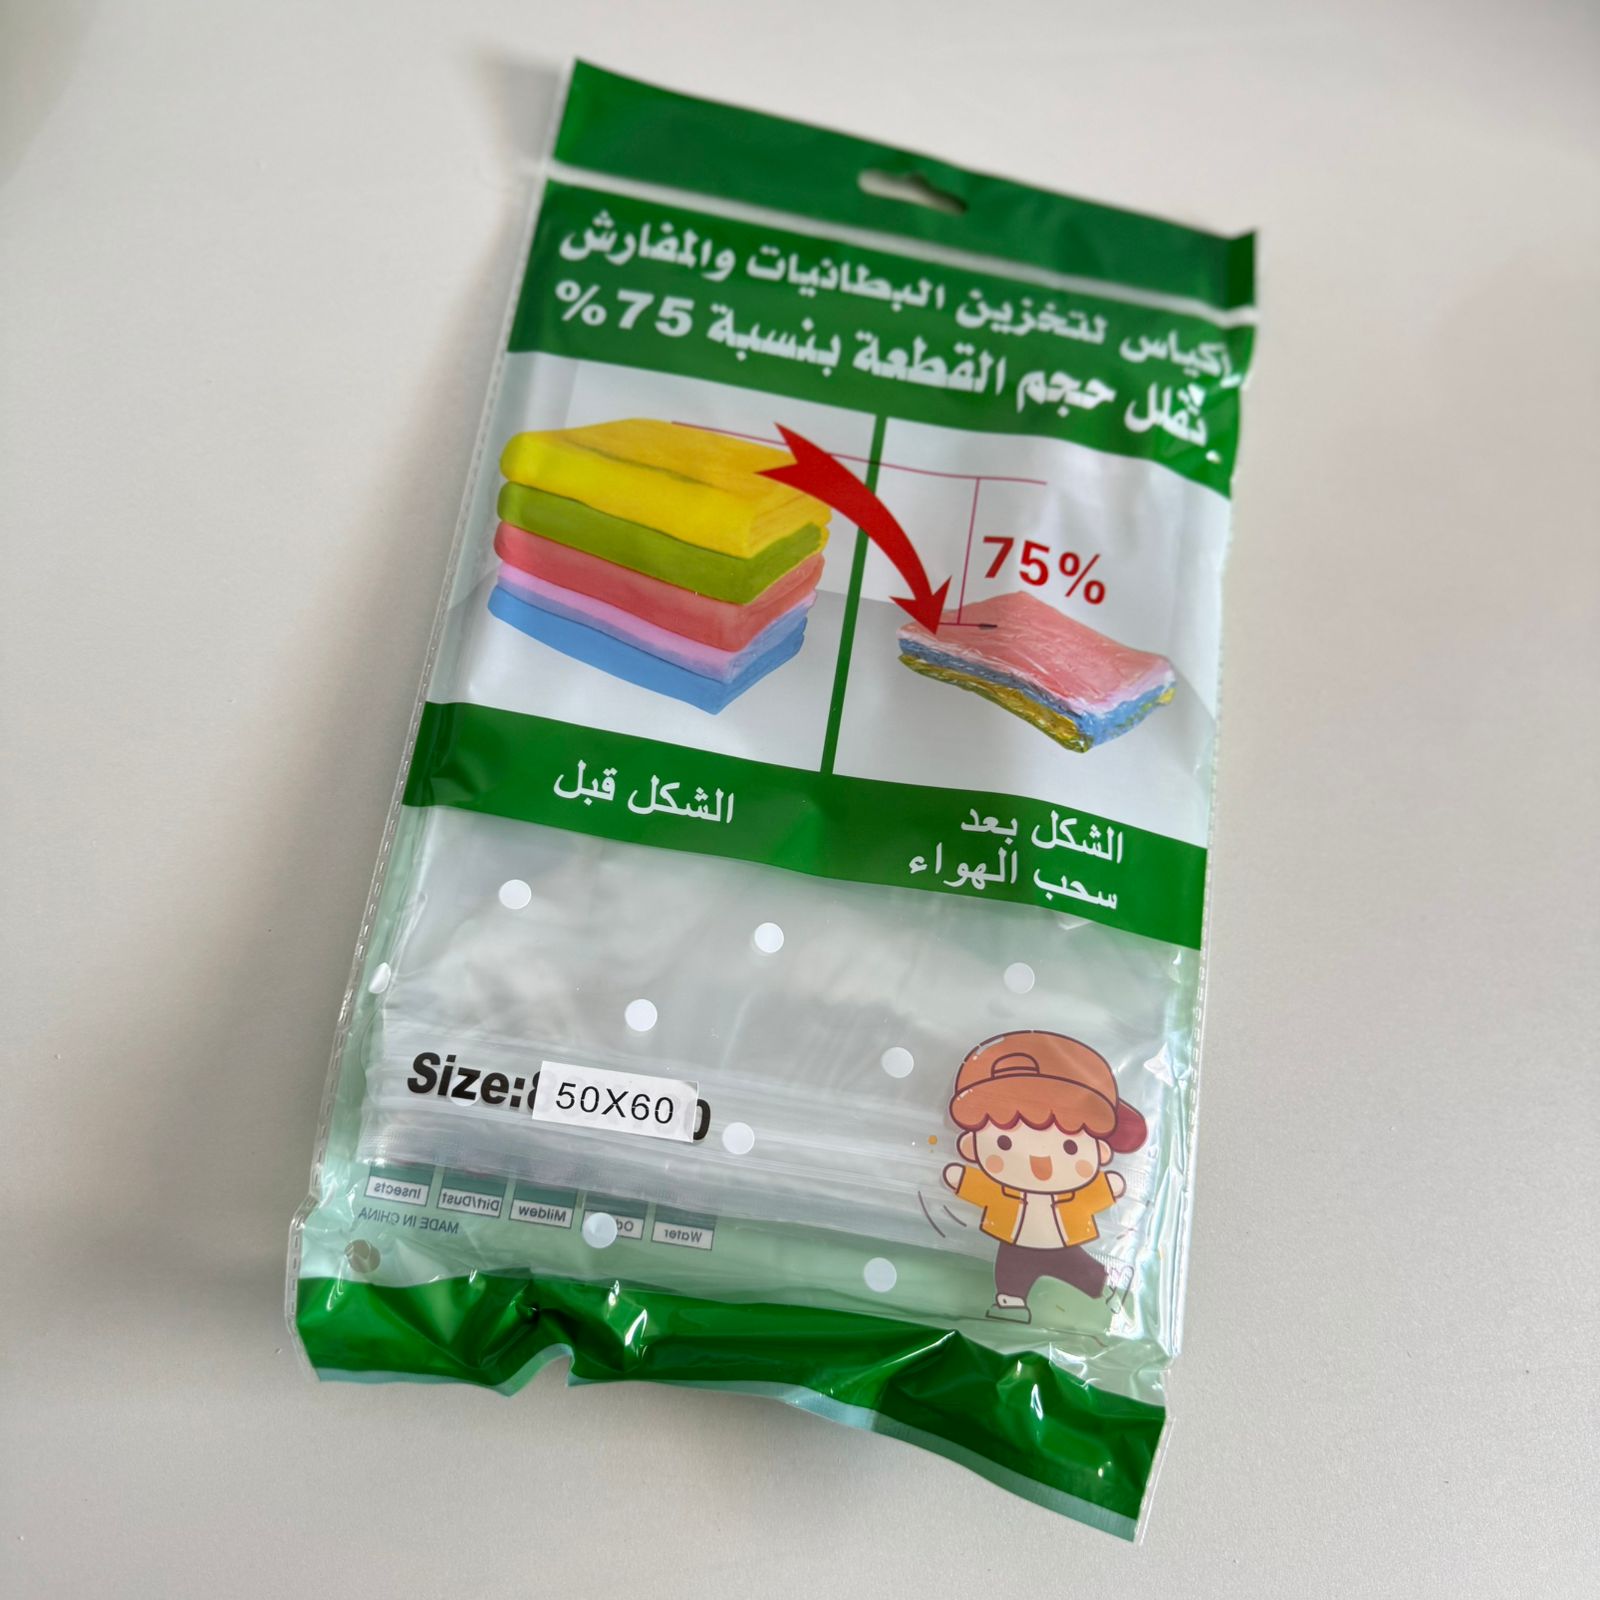 أكياس لتخزين البطانيات والمفارش
تقلل حجم القطعة بنسبة 75%
75%
الشكل قبل
الشكل بعد
سحب الهواء
Size:
50X60
Insects
Dirt/Dust
Mildew
Water
MADE IN CHINA